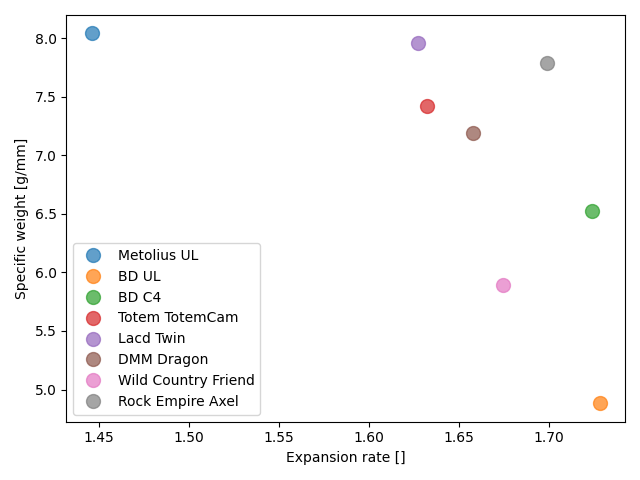 8.0
7.5
7.0
6.5
6.0
5.5
5.0
Specific weight [g/mm]
Metolius UL
BD UL
BD C4
Totem TotemCam
Lacd Twin
DMM Dragon
Wild Country Friend
Rock Empire Axel
1.45 1.50 1.55 1.60 1.65 1.70
Expansion rate []